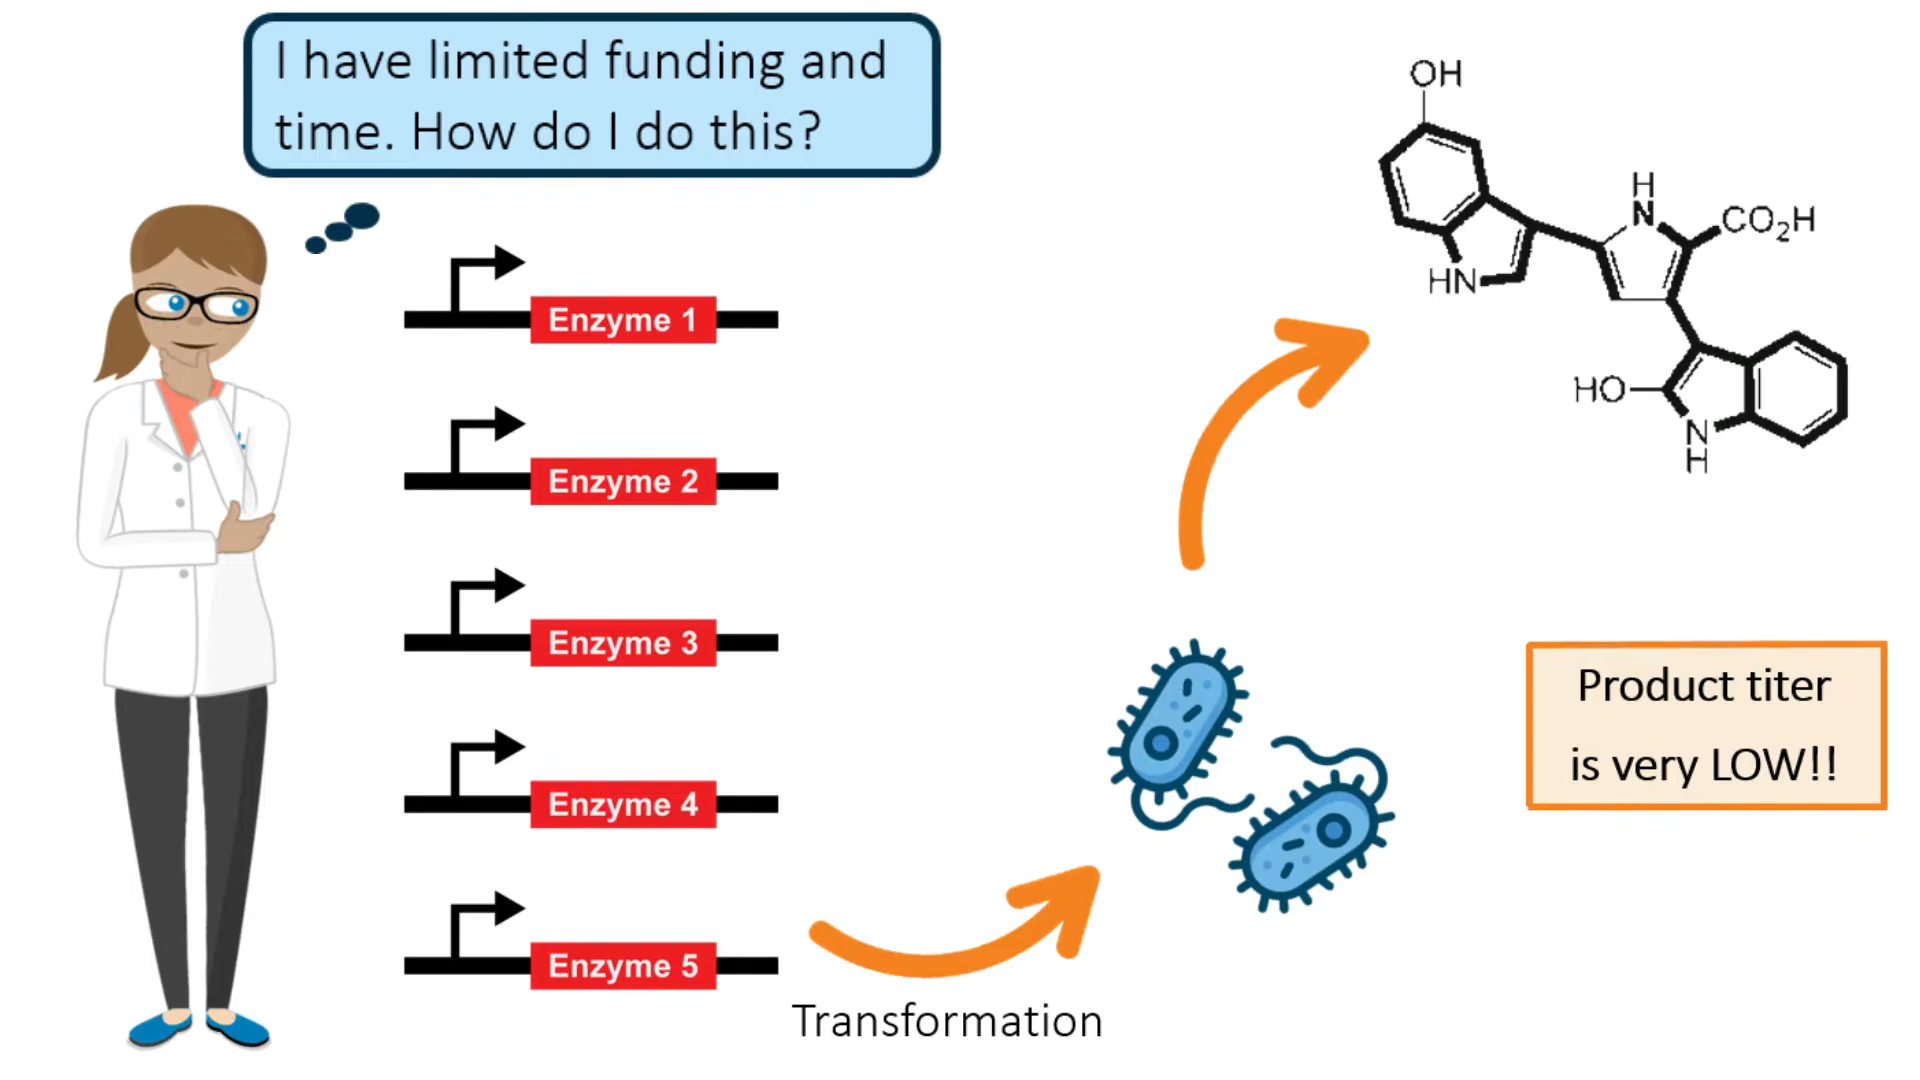 I have limited funding and
time. How do I do this?
Enzyme 1
Enzyme 2
Enzyme 3
Enzyme 4
Enzyme 5
Transformation
OH
HN
H
N
CO₂H
HO
N
H
Product titer
is very LOW!!